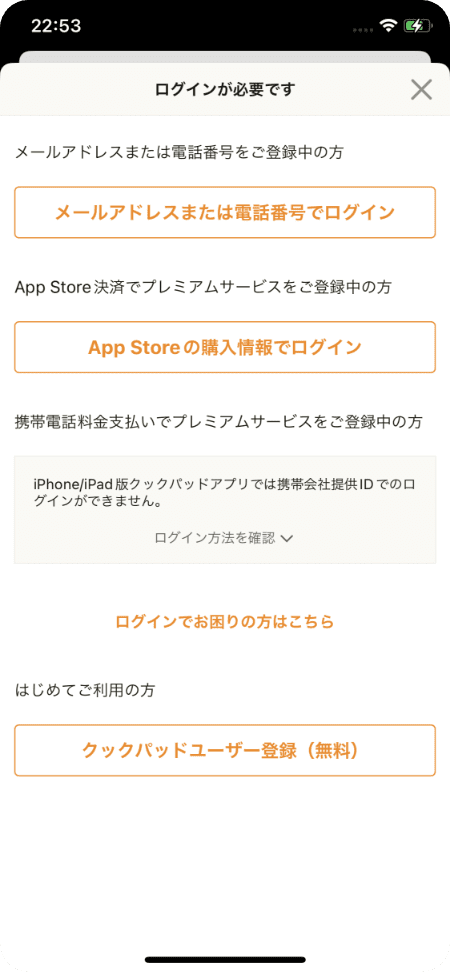 22:53
ログインが必要です
メールアドレスまたは電話番号をご登録中の方
メールアドレスまたは電話番号でログイン
App Store決済でプレミアムサービスをご登録中の方
App Storeの購入情報でログイン
携帯電話料金支払いでプレミアムサービスをご登録中の方
iPhone/iPad版クックパッドアプリでは携帯会社提供IDでのロ
グインができません。
ログイン方法を確認
ログインでお困りの方はこちら
はじめてご利用の方
クックパッドユーザー登録（無料）